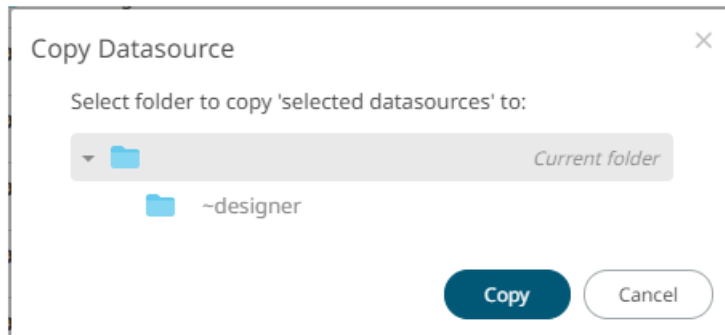 Copy Datasource
Select folder to copy 'selected datasources' to:
Current folder
~designer
Copy Cancel